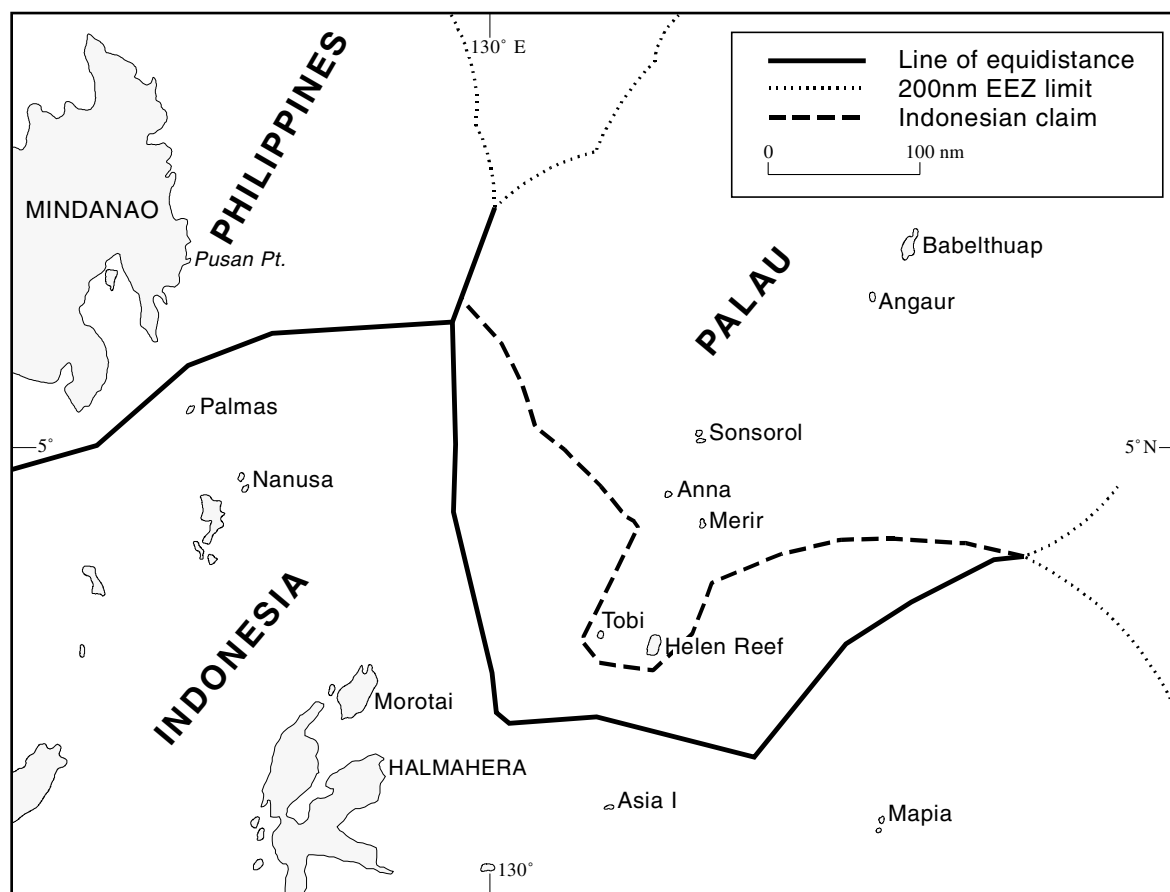 130° E
PHILIPPINES
Line of equidistance
200nm EEZ limit
Indonesian claim
0
100 nm
MINDANAO
Pusan Pt.
PALAU
Babelthuap
Angaur
Palmas
Sonsorol
5°
5° N
Nanusa
Anna
Merir
INDONESIA
Tobi
Helen Reef
Morotai
HALMAHERA
Asia I
Mapia
130°